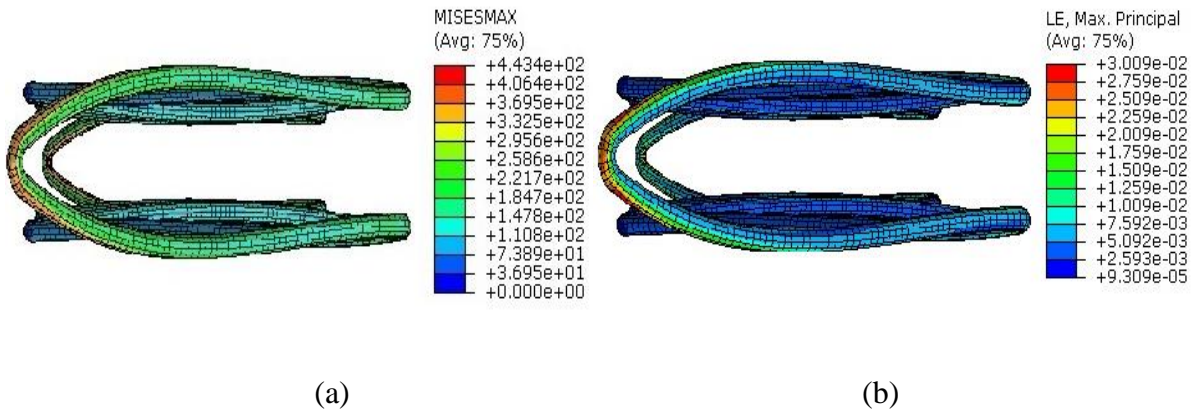 MISESMAX
(Avg: 75%)
+4.434e+02
+4.064e+02
+3.695e+02
+3.325e+02
+2.956e+02
+2.586e+02
+2.217e+02
+1.847e+02
+1.478e+02
+1.108e+02
+7.389e+01
+3.695e+01
+0.000e+00
LE, Max. Principal
(Avg: 75%)
+3.009e-02
+2.759e-02
+2.509e-02
+2.259e-02
+2.009e-02
+1.759e-02
+1.509e-02
+1.259e-02
+1.009e-02
+7.592e-03
+5.092e-03
+2.593e-03
+9.309e-05
(a)
(b)